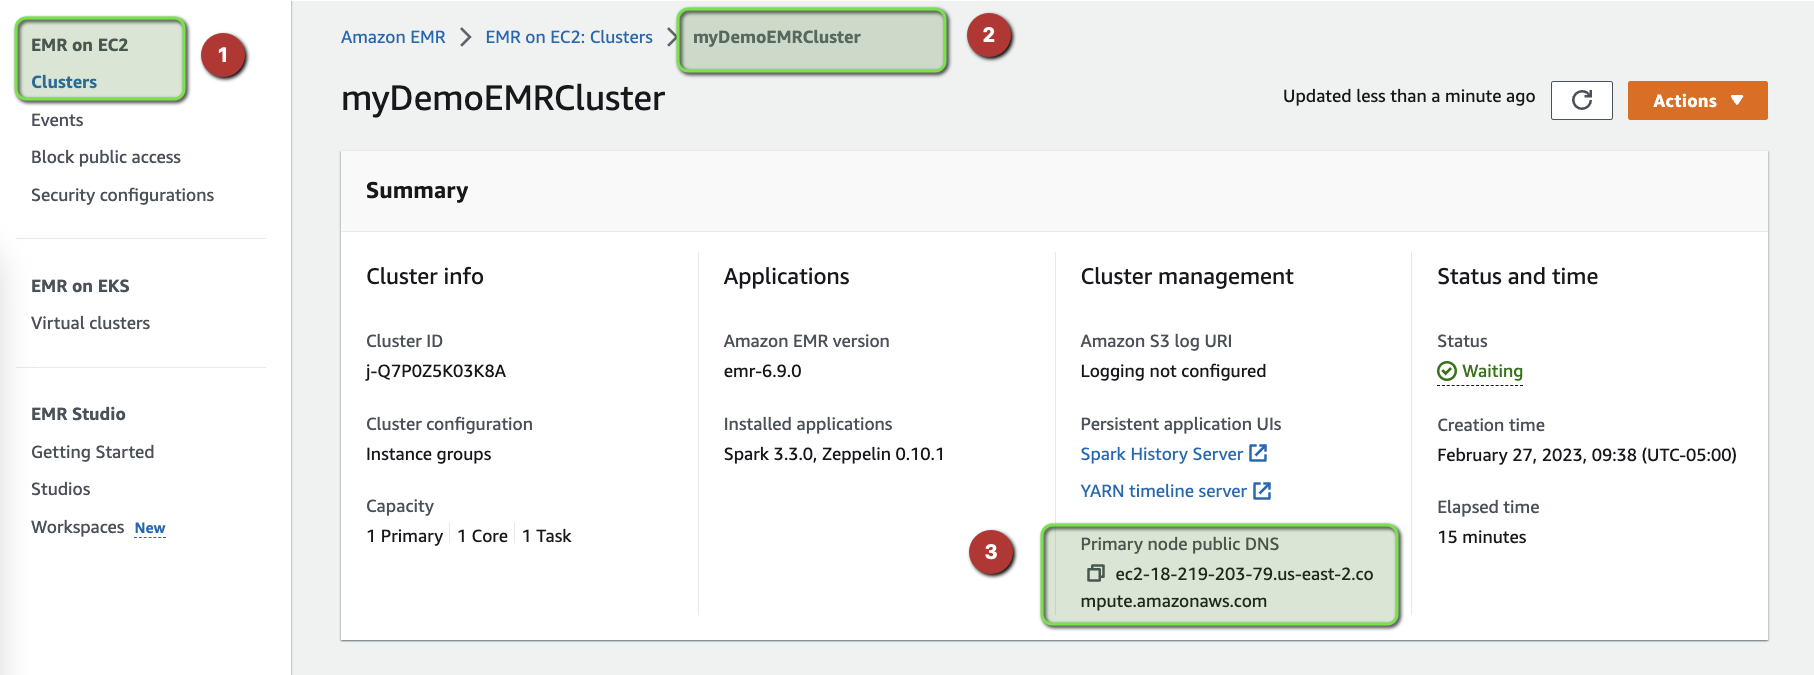 EMR on EC2
Clusters
1
Events
Block public access
Security configurations
EMR on EKS
Virtual clusters
EMR Studio
Getting Started
Studios
Workspaces New
Amazon EMR
EMR on EC2: Clusters
myDemoEMRCluster
2
myDemoEMRCluster
Updated less than a minute ago
Actions
Summary
Cluster info
Cluster ID
j-Q7P0Z5K03K8A
Cluster configuration
Instance groups
Capacity
1 Primary
1 Core
1 Task
Applications
Amazon EMR version
emr-6.9.0
Installed applications
Spark 3.3.0, Zeppelin 0.10.1
Cluster management
Amazon S3 log URI
Logging not configured
Persistent application UIs
Spark History Server
YARN timeline server
3
Primary node public DNS
ec2-18-219-203-79.us-east-2.co
mpute.amazonaws.com
Status and time
Status
Waiting
Creation time
February 27, 2023, 09:38 (UTC-05:00)
Elapsed time
15 minutes